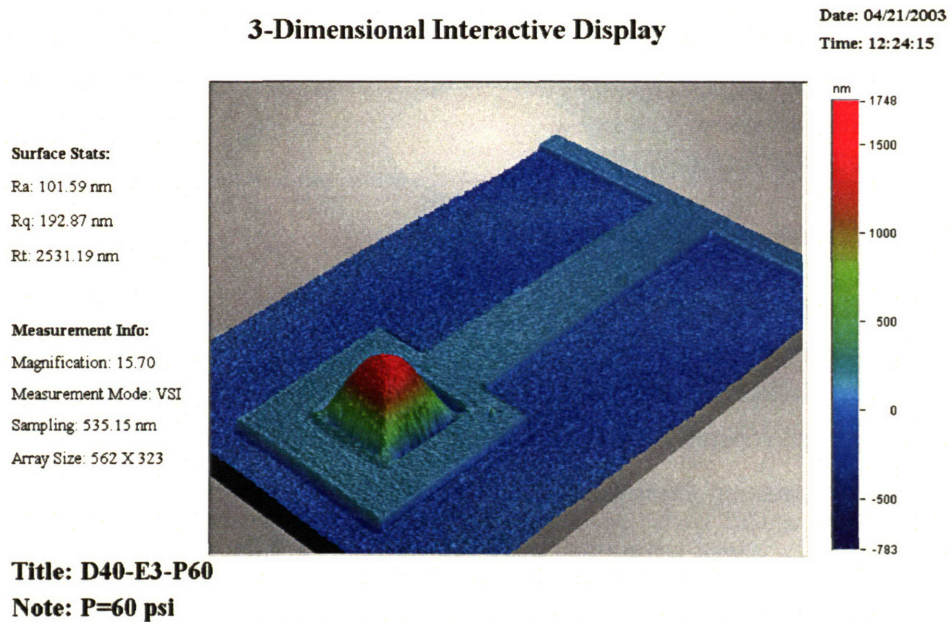 3-Dimensional Interactive Display
Date: 04/21/2003
Time: 12:24:15
Surface Stats:
Ra: 101.59 nm
Rq: 192.87 nm
Rt: 2531.19 nm
Measurement Info:
Magnification: 15.70
Measurement Mode: VSI
Sampling: 535.15 nm
Array Size: 562 X 323
nm
1748
1500
1000
500
0
-500
-783
Title: D40-E3-P60
Note: P=60 psi